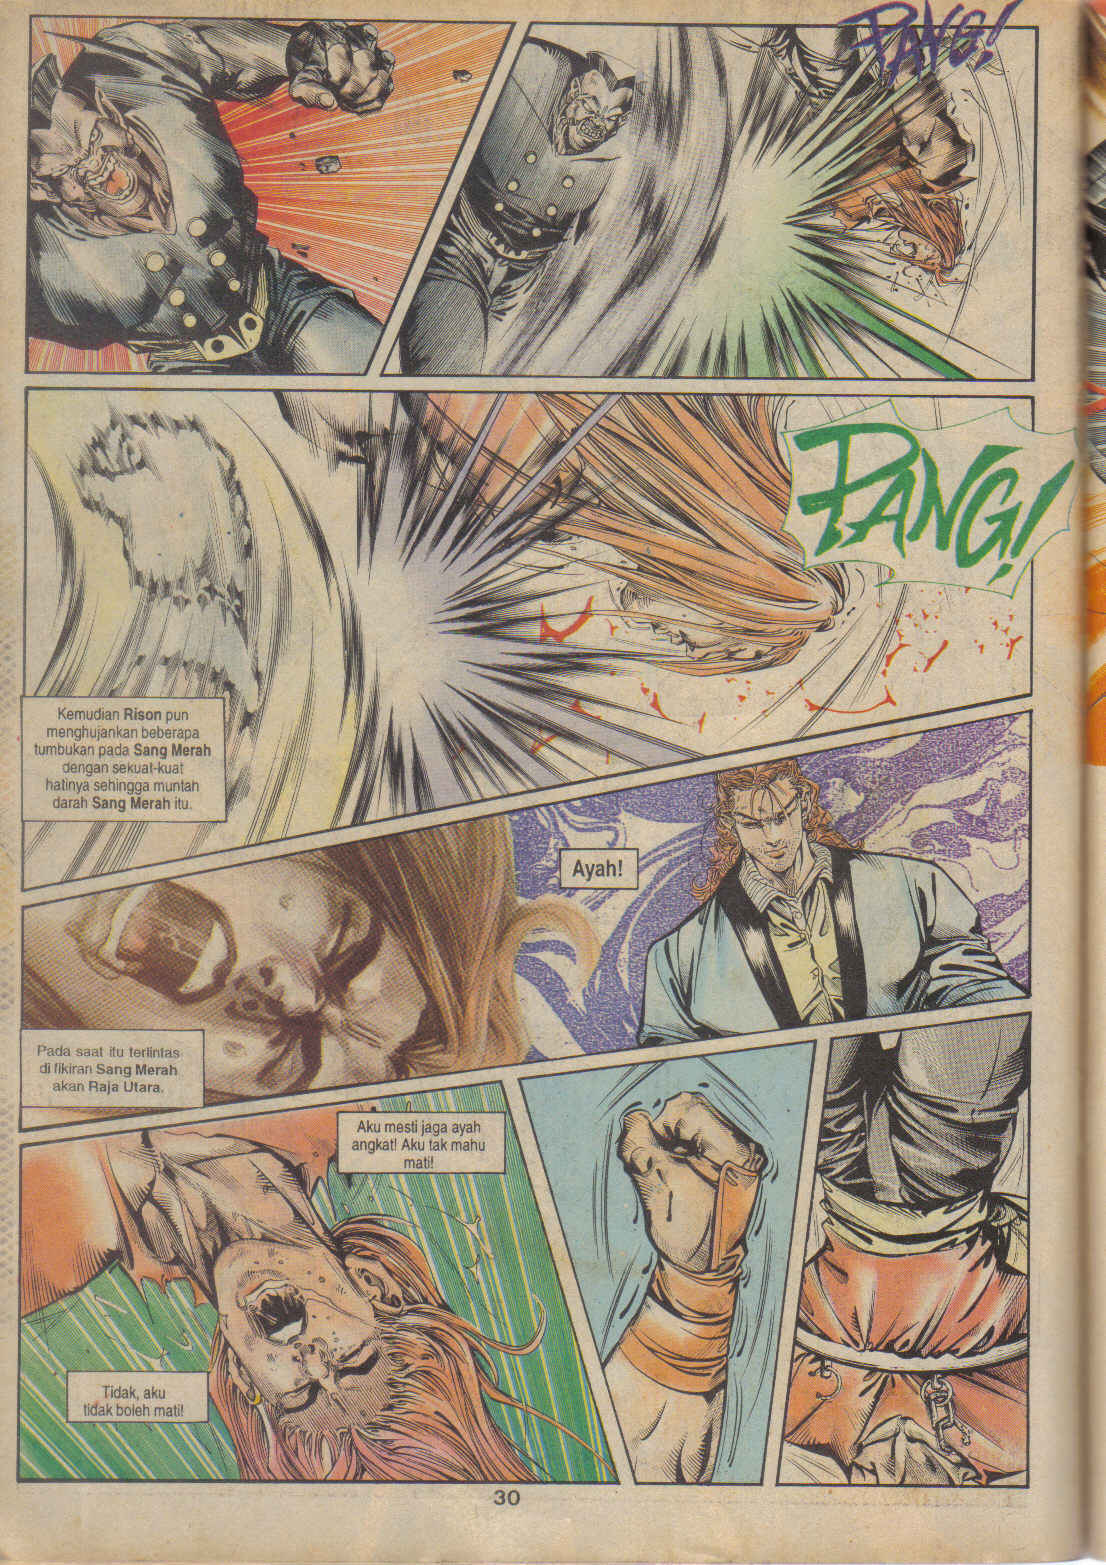 PANG!
PANG!
Kemudian Rison pun
menghujankan beberapa
tumbukan pada Sang Merah
dengan sekuat-kuat
hatinya sehingga muntah
darah Sang Merah itu.
Ayah!
Pada saat itu terlintas
di fikiran Sang Merah
akan Raja Utara.
Aku mesti jaga ayah
angkat! Aku tak mahu
mati!
Tidak, aku
tidak boleh mati!
30